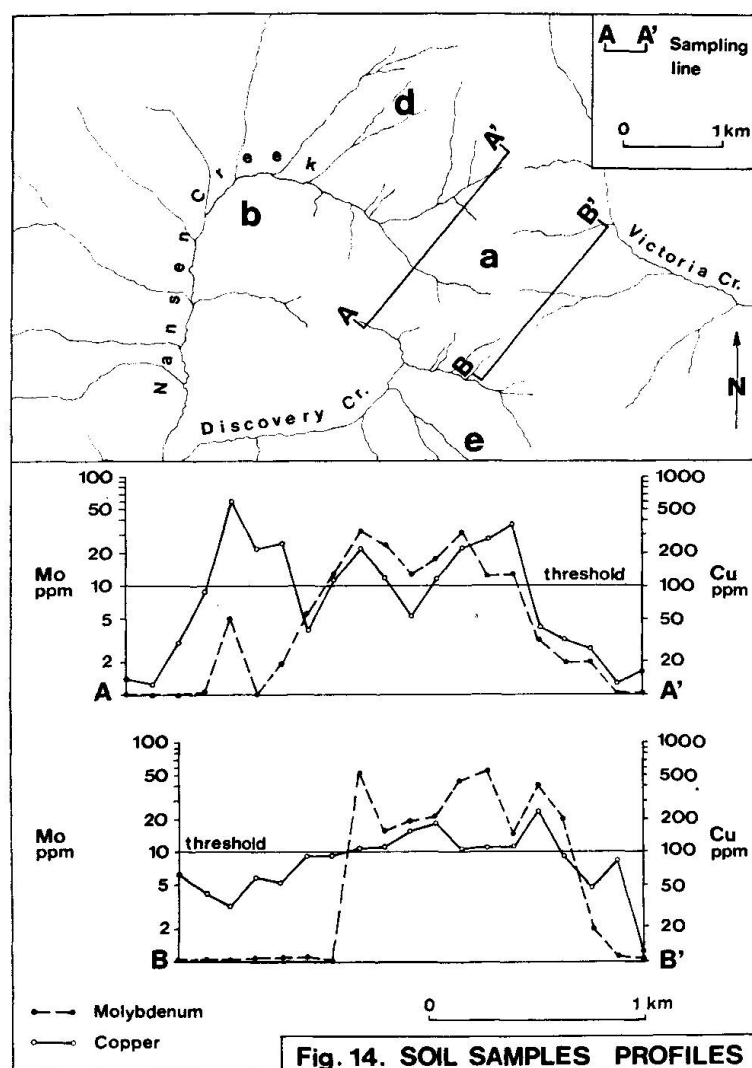 A A' Sampling
line
0 1 km
d
A'
Nansen Creek
b
B'
a
Victoria Cr.
A
B
N
Discovery Cr.
e
100 1000
50 500
20 200
Mo ppm 10 threshold 100 Cu ppm
5 50
2 20
A A'
100 1000
50 500
20 200
Mo ppm 10 threshold 100 Cu ppm
5 50
2 20
B B'
Molybdenum
0 1 km
Copper
Fig. 14. SOIL SAMPLES PROFILES